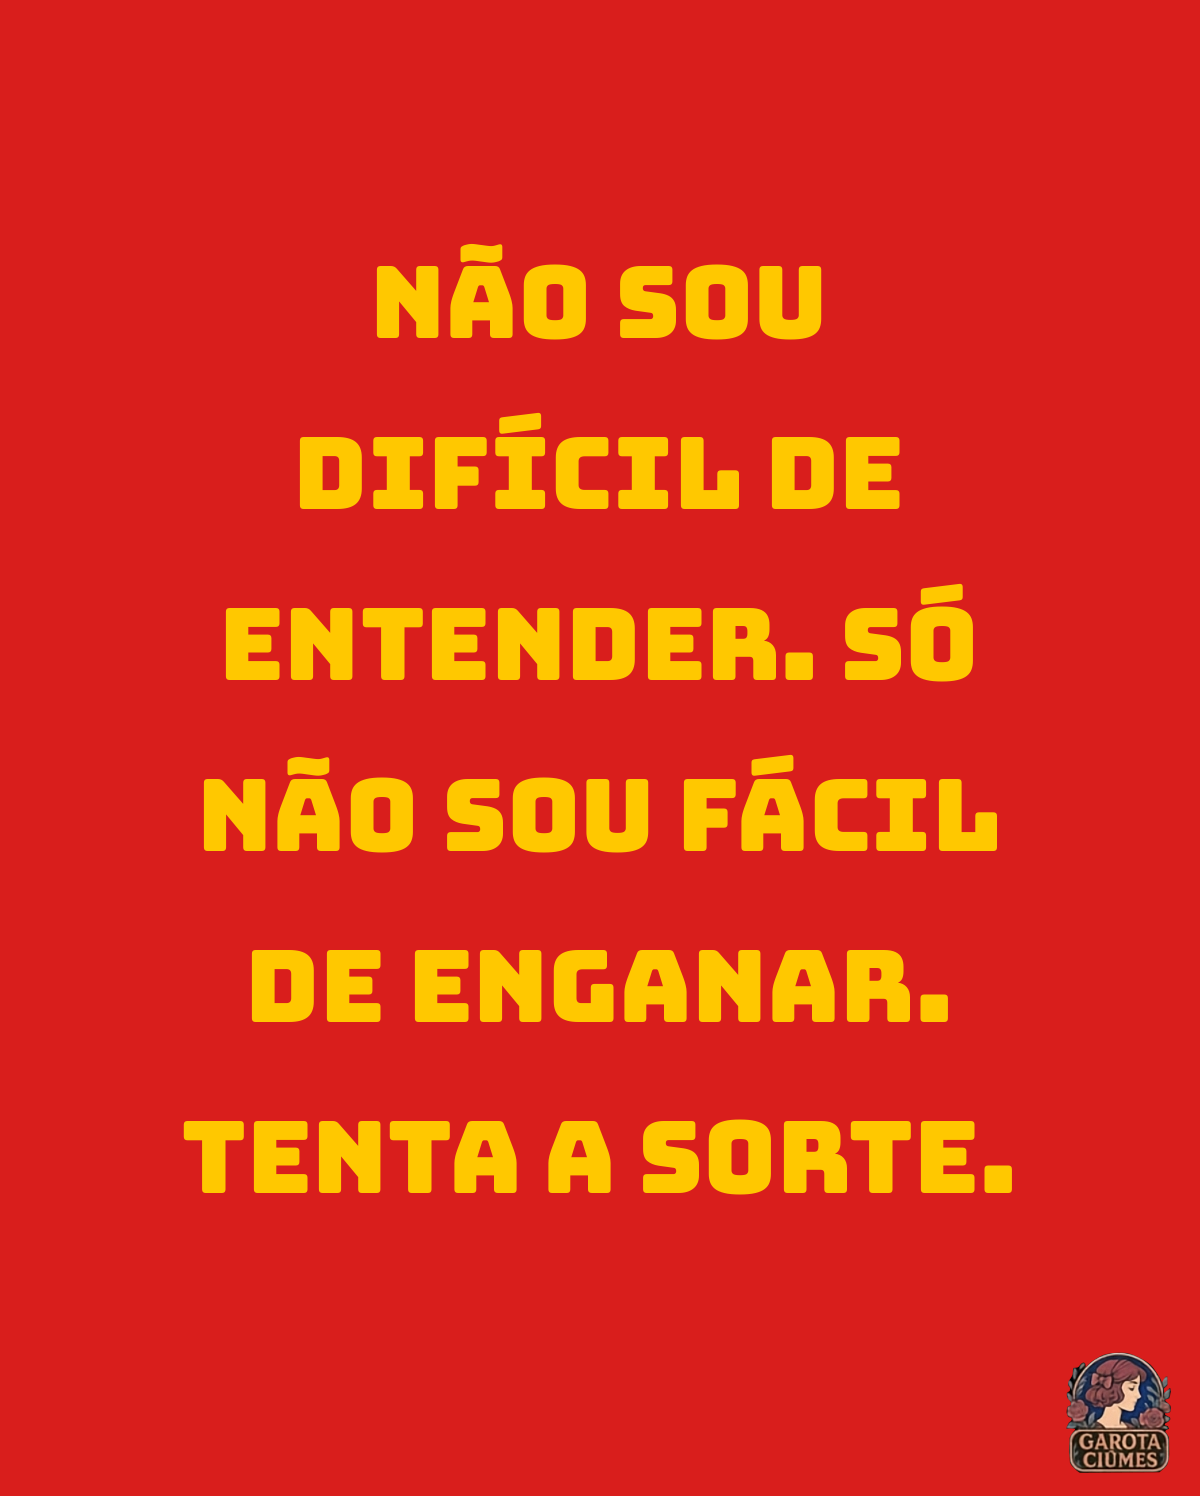 NÃO SOU
DIFÍCIL DE
ENTENDER. SÓ
NÃO SOU FÁCIL
DE ENGANAR.
TENTA A SORTE.
GAROTA
CIÚMES